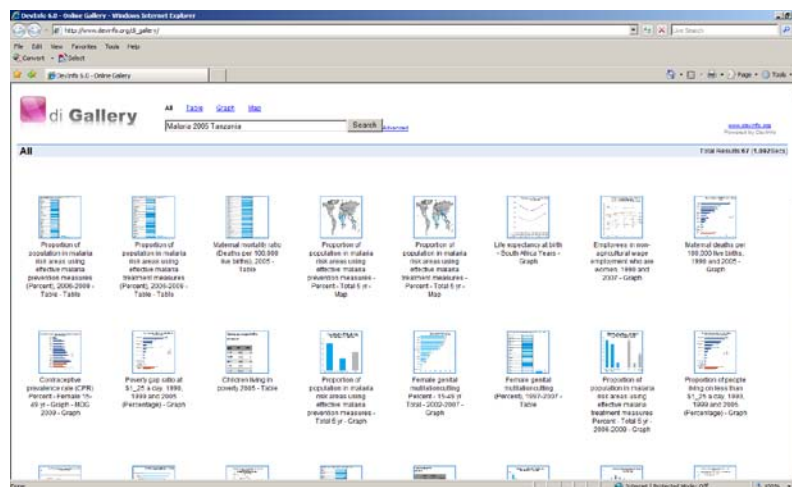 DevInfo 6.0 - Online Gallery - Windows Internet Explorer
http://www.devinfo.org/di_gallery/
Live Search
File Edit View Favorites Tools Help
Convert Select
DevInfo 6.0 - Online Gallery
Page Tools
di Gallery
All Table Graph Map
Malaria 2005 Tanzania
Search
Advanced
www.devinfo.org
Powered by DevInfo
All
Total Results 67
Proportion of
population in malaria
risk areas using
effective malaria
prevention measures
(Percent), 2006-2009 -
Table - Table
Proportion of
population in malaria
risk areas using
effective malaria
treatment measures
(Percent), 2006-2009 -
Table - Table
Maternal mortality ratio
(Deaths per 100,000
live births), 2005 -
Table
Proportion of
population in malaria
risk areas using
effective malaria
prevention measures -
Percent - Total 5 yr -
Map
Proportion of
population in malaria
risk areas using
effective malaria
treatment measures -
Percent - Total 5 yr -
Map
Life expectancy at birth
- South Africa Years -
Graph
Employees in non-
agricultural wage
employment who are
women, 1990 and
2007 - Graph
Maternal deaths per
100,000 live births,
1990 and 2005 -
Graph
Contraceptive
prevalence rate (CPR)
Percent - Female 15-
49 yr - Graph - MDG
2009 - Graph
Poverty gap ratio at
$1_25 a day, 1990,
1999 and 2005
(Percentage) - Graph
Children living in
poverty 2005 - Table
Proportion of
population in malaria
risk areas using
effective malaria
prevention measures -
Total 5 yr - Graph
Female genital
mutilation/cutting
Percent - 15-49 yr
Total - 2002-2007 -
Graph
Female genital
mutilation/cutting
(Percent), 1997-2007 -
Table
Proportion of
population in malaria
risk areas using
effective malaria
treatment measures
Percent - Total 5 yr -
2006-2009 - Graph
Proportion of people
living on less than
$1_25 a day, 1990,
1999 and 2005
(Percentage) - Graph
Done
Internet | Protected Mode: Off
100%